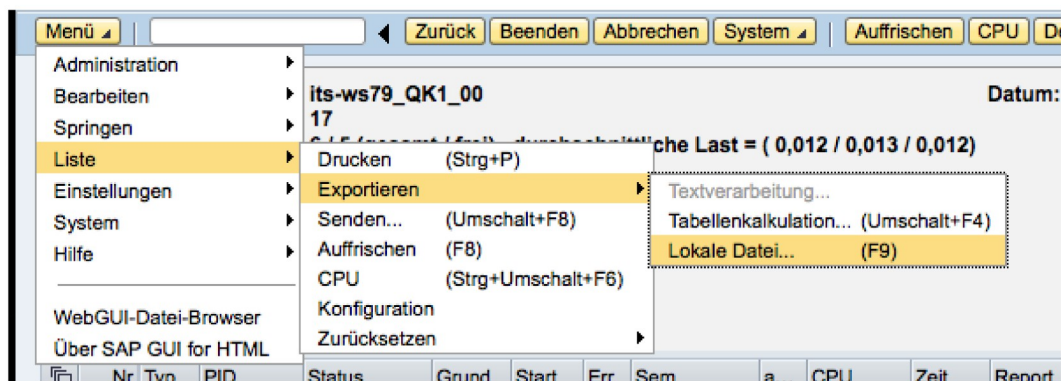 Menü Zurück Beenden Abbrechen System Auffrischen CPU
Administration
Bearbeiten
Springen
Liste
Einstellungen
System
Hilfe
WebGUI-Datei-Browser
Über SAP GUI for HTML
its-ws79_QK1_00 Datum:
17
che Last = ( 0,012 / 0,013 / 0,012)
Drucken (Strg+P)
Exportieren
Senden... (Umschalt+F8)
Auffrischen (F8)
CPU (Strg+Umschalt+F6)
Konfiguration
Zurücksetzen
Textverarbeitung...
Tabellenkalkulation... (Umschalt+F4)
Lokale Datei... (F9)
Nr Typ PID Status Grund Start Err Sem a... CPU Zeit Report